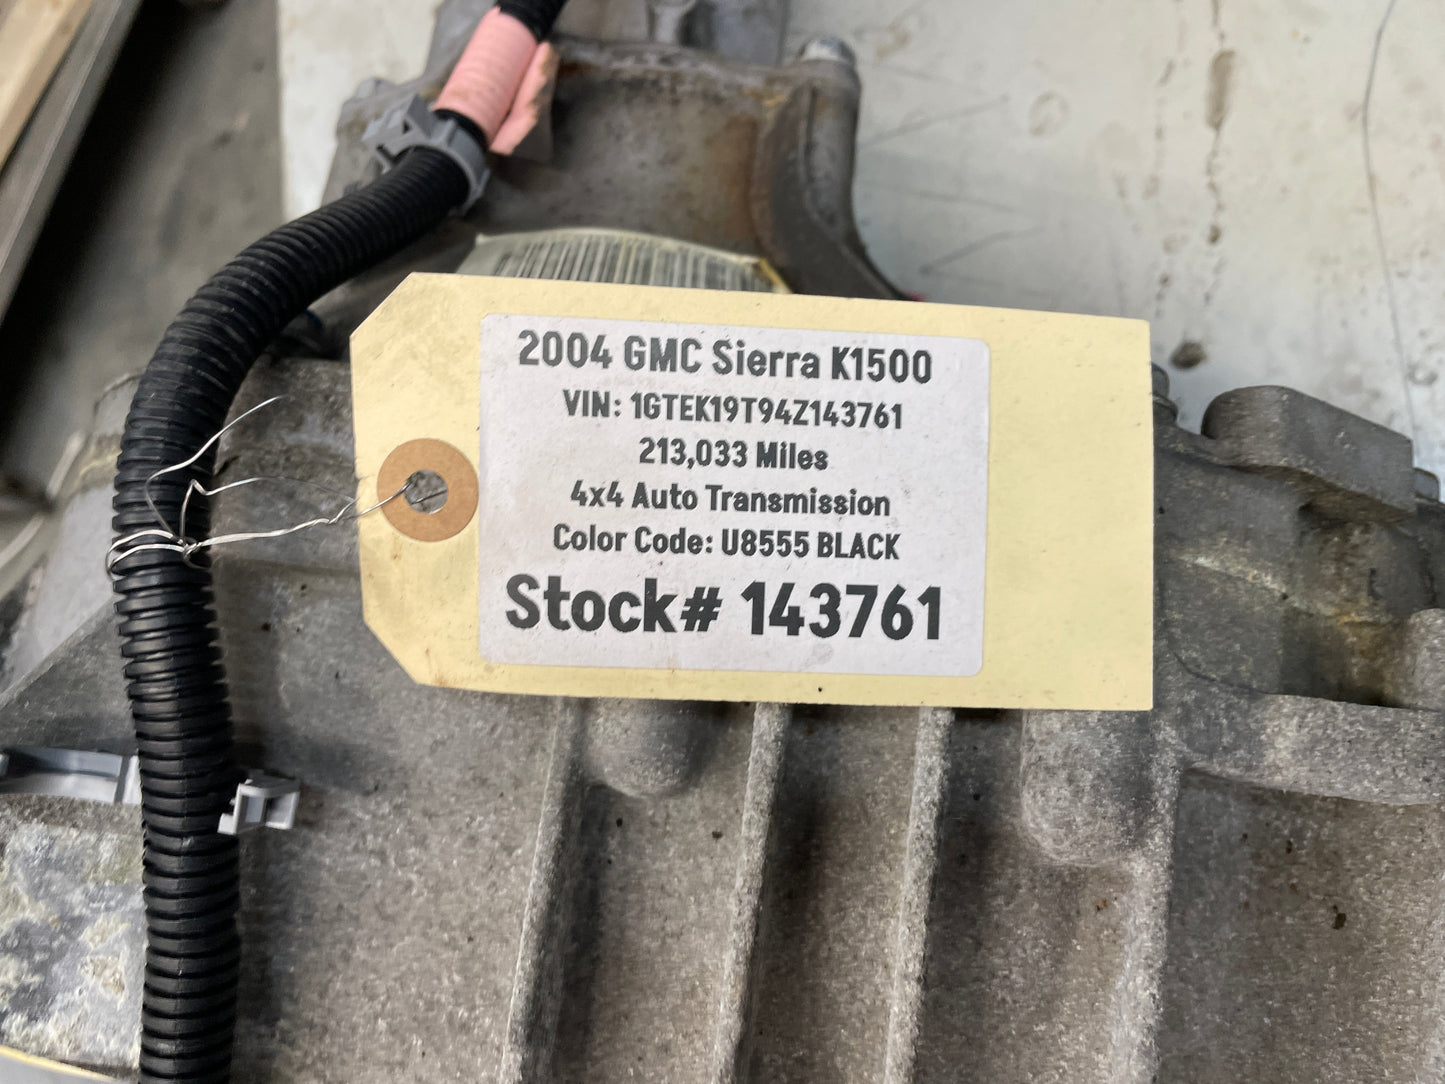 2004 GMC Sierra K1500
VIN: 1GTEK19T94Z143761
213,033 Miles
4x4 Auto Transmission
Color Code: U8555 BLACK
Stock# 143761